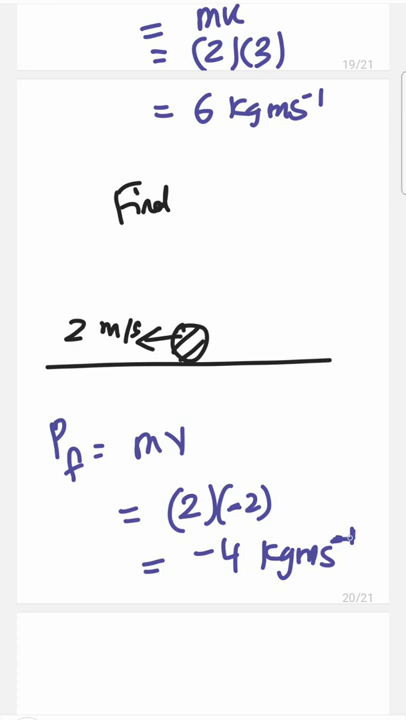 = mu
= (2)(3)
19/21
= 6 kgms⁻¹
Find
2 m/s
P_f = mv
= (2)(-2)
= -4 kgms⁻¹
20/21